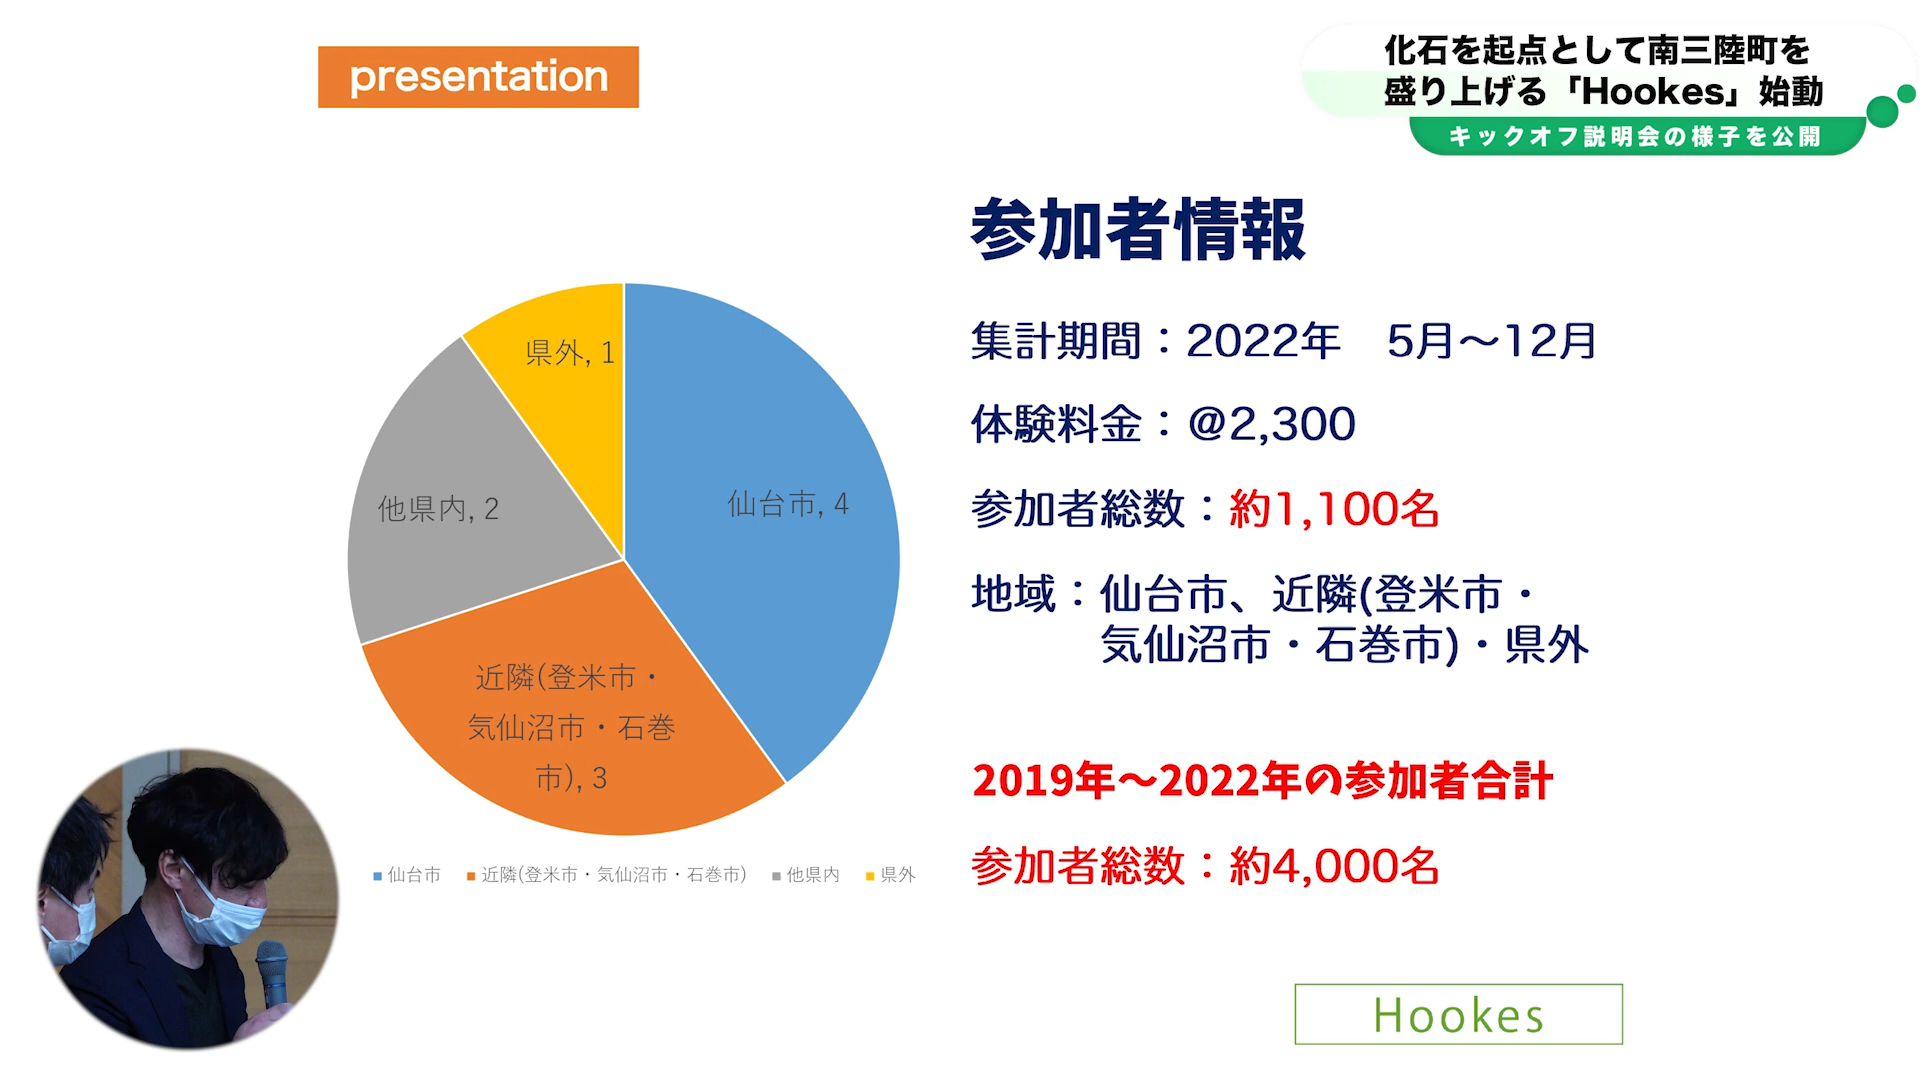 presentation
化石を起点として南三陸町を
盛り上げる「Hookes」始動
キックオフ説明会の様子を公開
参加者情報
集計期間：2022年　5月～12月
体験料金：@2,300
参加者総数：約1,100名
地域：仙台市、近隣(登米市・
気仙沼市・石巻市)・県外
2019年～2022年の参加者合計
参加者総数：約4,000名
県外, 1
仙台市, 4
他県内, 2
近隣(登米市・
気仙沼市・石巻
市), 3
仙台市 近隣(登米市・気仙沼市・石巻市) 他県内 県外
Hookes